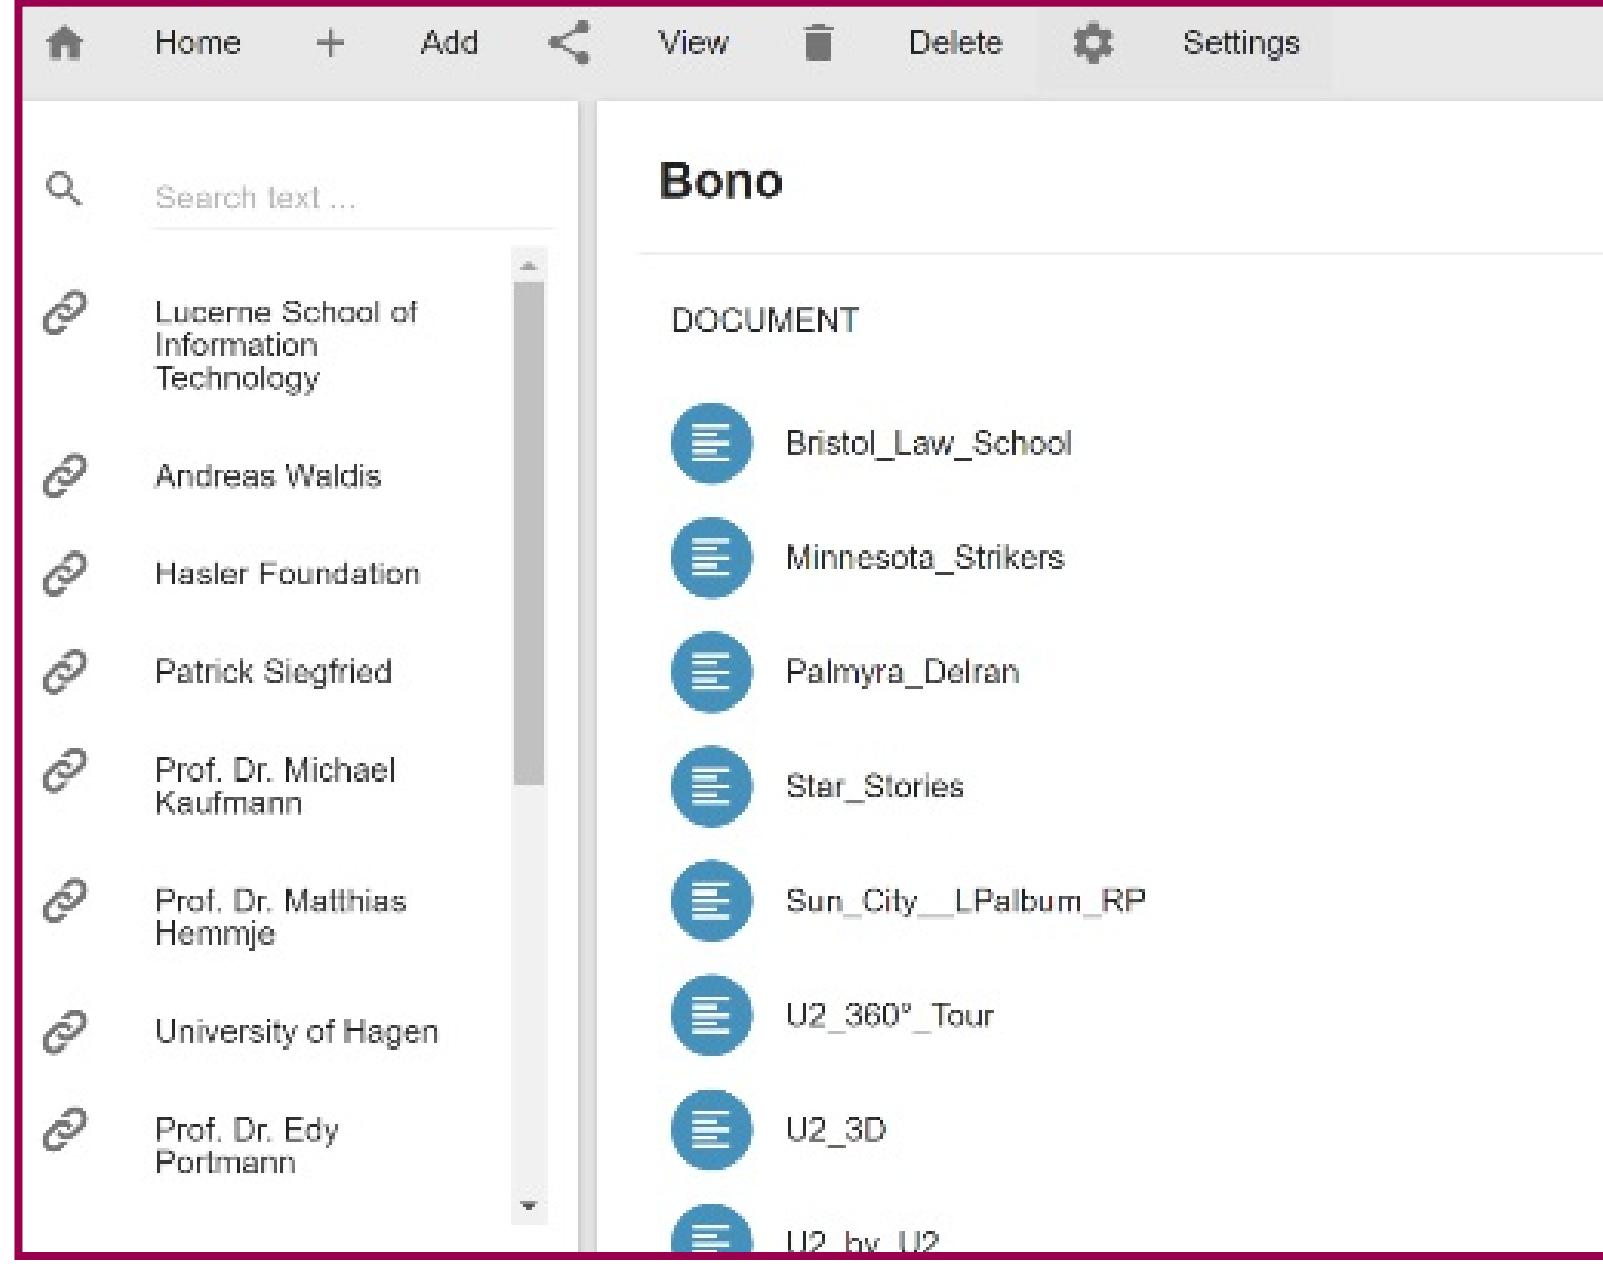 Home Add View Delete Settings
Search text ...
Lucerne School of
Information
Technology
Andreas Waldis
Hasler Foundation
Patrick Siegfried
Prof. Dr. Michael
Kaufmann
Prof. Dr. Matthias
Hemmje
University of Hagen
Prof. Dr. Edy
Portmann
Bono
DOCUMENT
Bristol_Law_School
Minnesota_Strikers
Palmyra_Delran
Star_Stories
Sun_City__LPalbum_RP
U2_360°_Tour
U2_3D
U2_by_U2